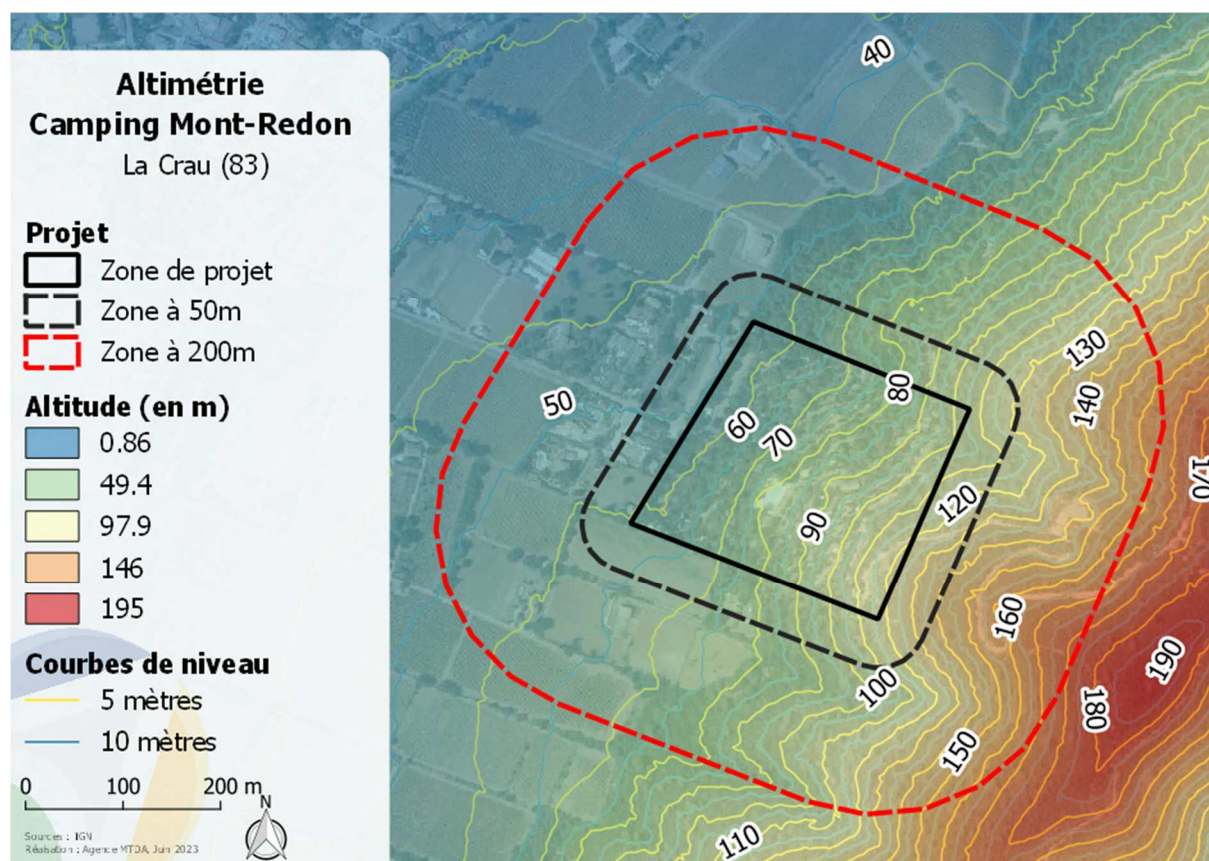 Altimétrie
Camping Mont-Redon
La Crau (83)
Projet
Zone de projet
Zone à 50m
Zone à 200m
Altitude (en m)
0.86
49.4
97.9
146
195
Courbes de niveau
5 mètres
10 mètres
0 100 200 m
N
Sources : IGN
Réalisation : Agence MTDA, Juin 2023
40
130
50
80
140
60
70
170
120
90
160
190
100
180
150
110